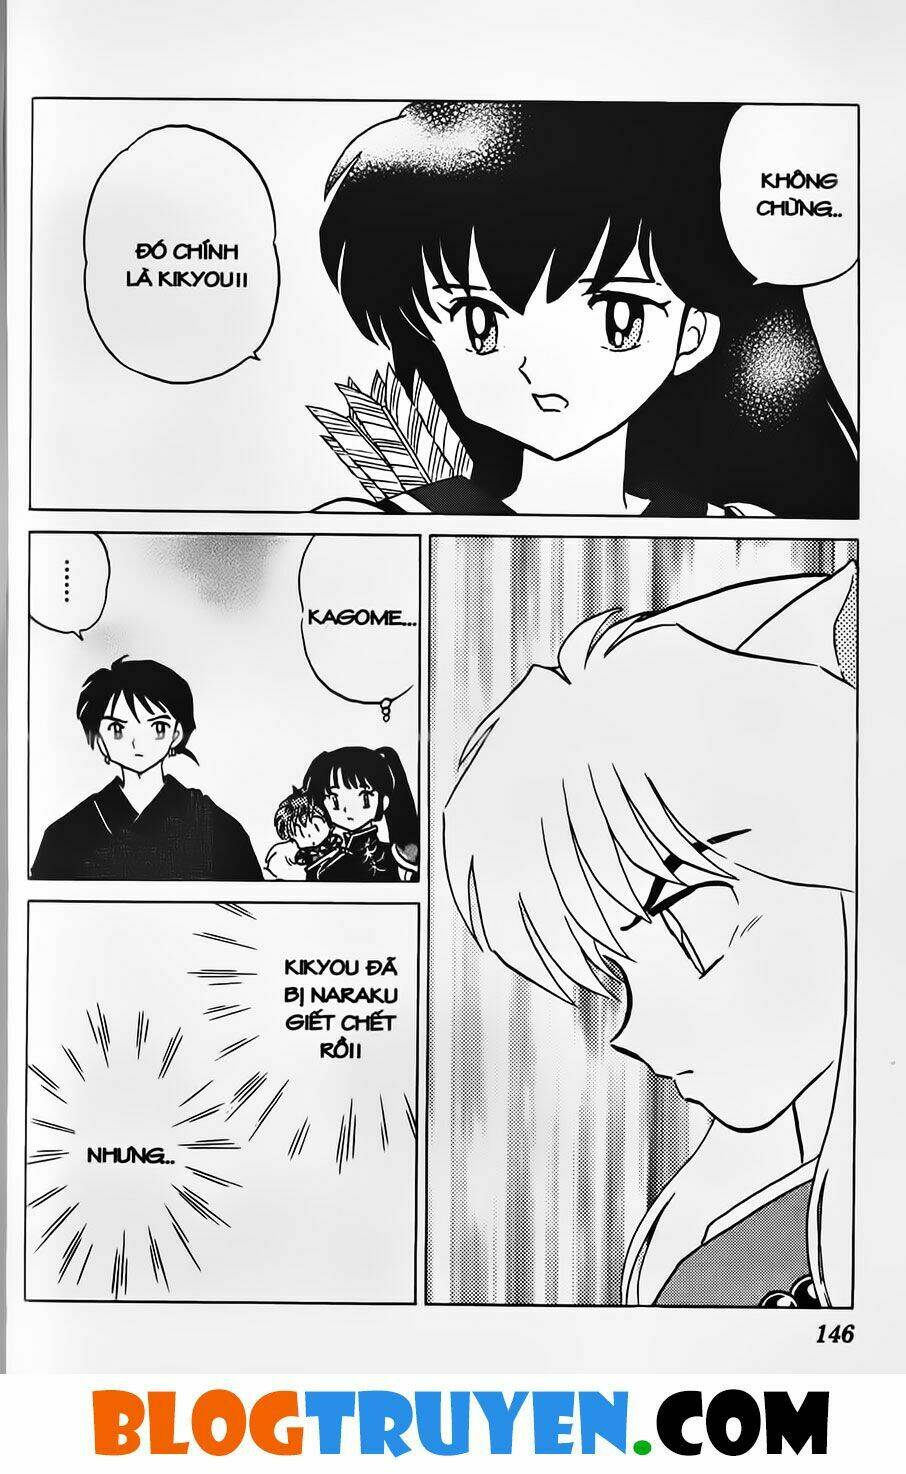 KHÔNG
CHỪNG...
ĐÓ CHÍNH
LÀ KIKYOU!!
KAGOME...
......
KIKYOU ĐÃ
BỊ NARAKU
GIẾT CHẾT
RỒI!
NHƯNG...
146
BLOGTRUYEN.COM